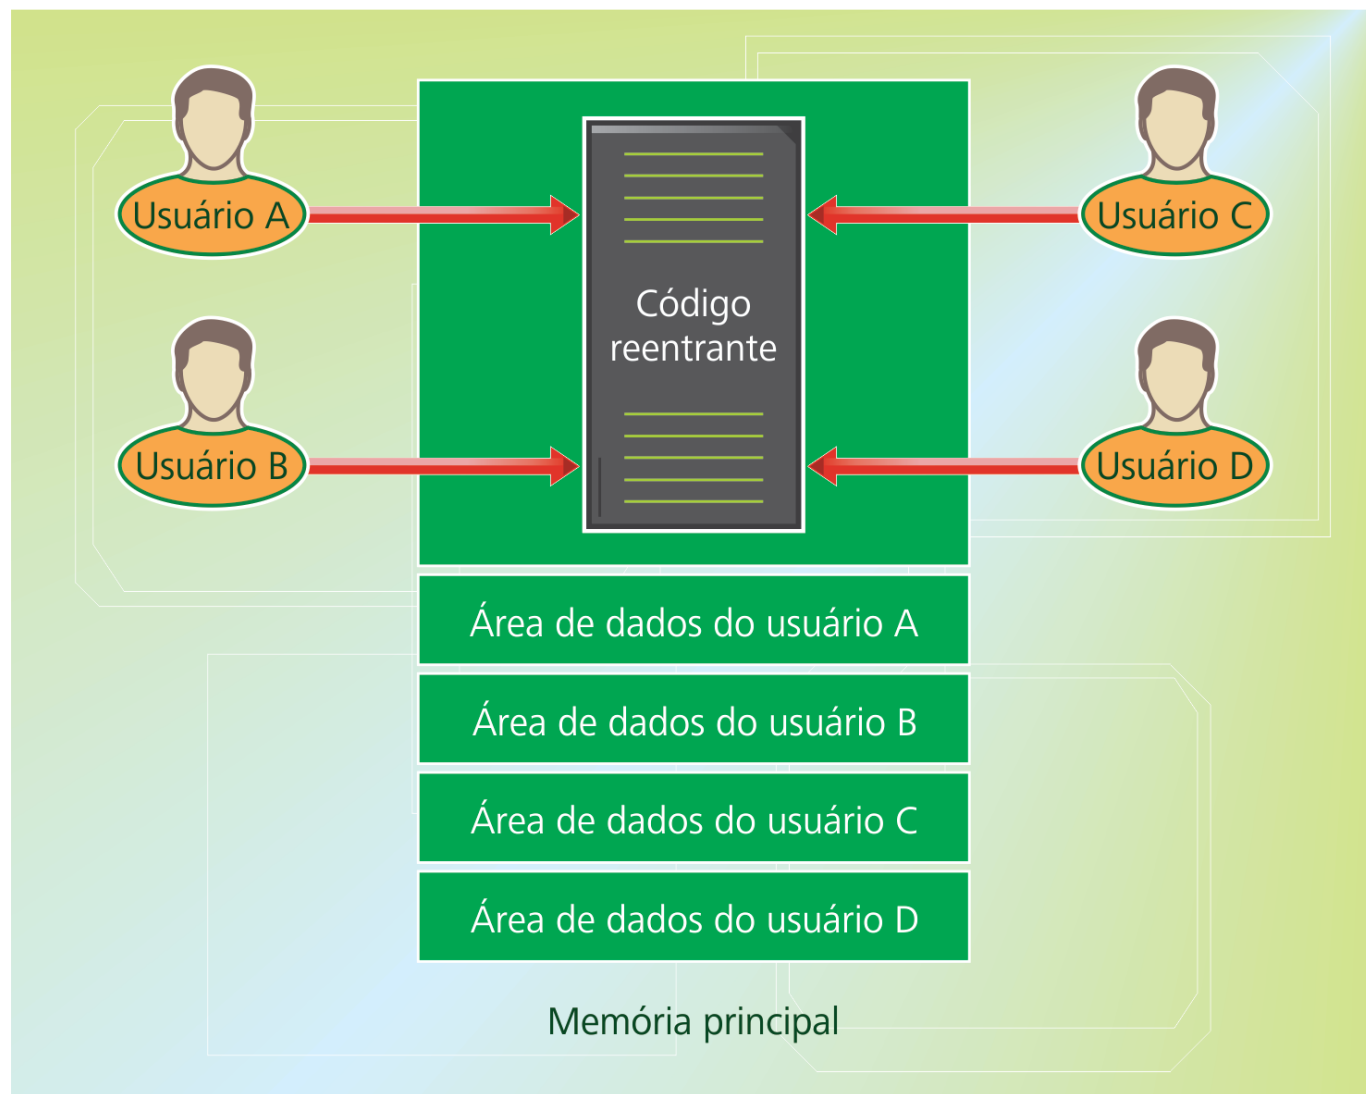 Usuário A
Usuário C
Código
reentrante
Usuário B
Usuário D
Área de dados do usuário A
Área de dados do usuário B
Área de dados do usuário C
Área de dados do usuário D
Memória principal